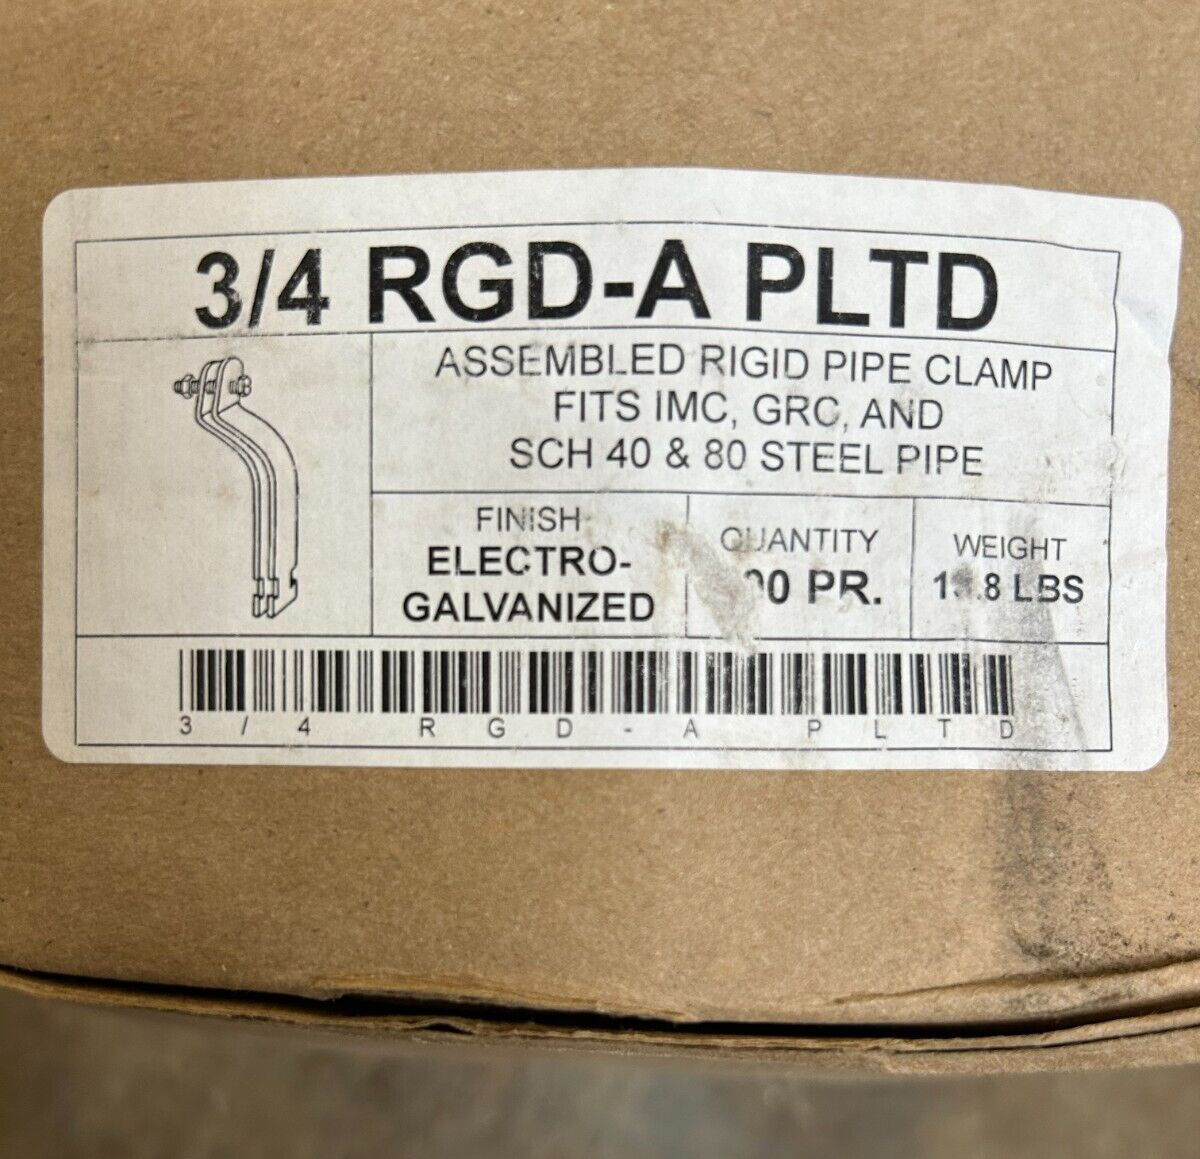 3/4 RGD-A PLTD
ASSEMBLED RIGID PIPE CLAMP
FITS IMC, GRC, AND
SCH 40 & 80 STEEL PIPE
FINISH
ELECTRO-
GALVANIZED
QUANTITY
PR.
WEIGHT
LBS
3/4 RGD-A PLTD